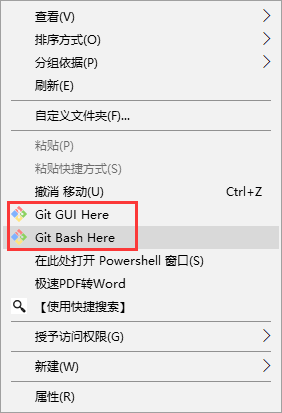 查看(V)
排序方式(O)
分组依据(P)
刷新(E)
自定义文件夹(F)...
粘贴(P)
粘贴快捷方式(S)
撤消 移动(U) Ctrl+Z
Git GUI Here
Git Bash Here
在此处打开 Powershell 窗口(S)
极速PDF转Word
【使用快捷搜索】
授予访问权限(G)
新建(W)
属性(R)